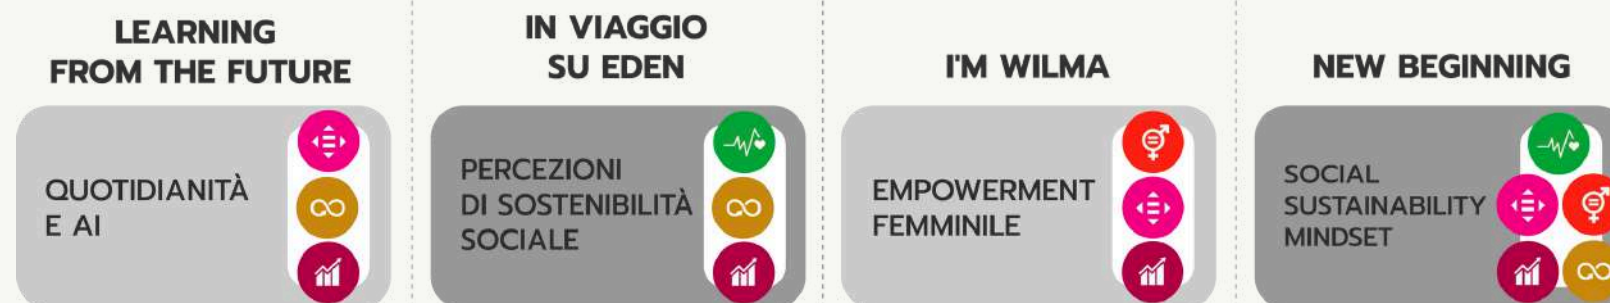 LEARNING
FROM THE FUTURE
QUOTIDIANITÀ
E AI
IN VIAGGIO
SU EDEN
PERCEZIONI
DI SOSTENIBILITÀ
SOCIALE
I'M WILMA
EMPOWERMENT
FEMMINILE
NEW BEGINNING
SOCIAL
SUSTAINABILITY
MINDSET